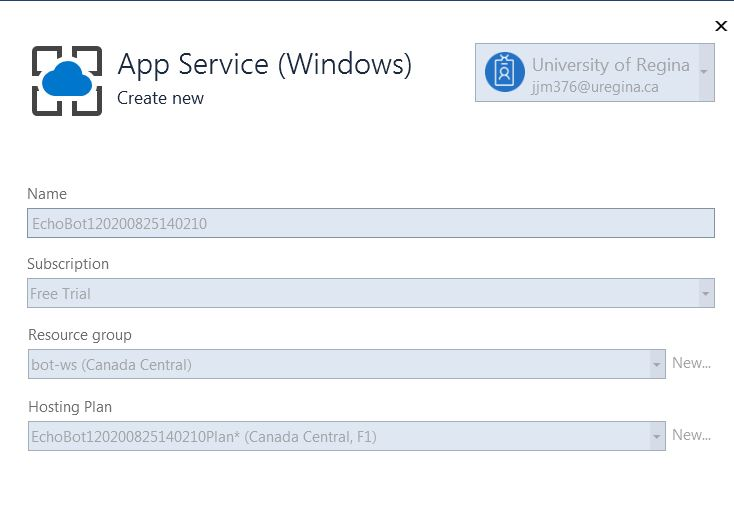 App Service (Windows)
Create new
University of Regina
jjm376@uregina.ca
Name
EchoBot120200825140210
Subscription
Free Trial
Resource group
bot-ws (Canada Central)
New...
Hosting Plan
EchoBot120200825140210Plan* (Canada Central, F1)
New...